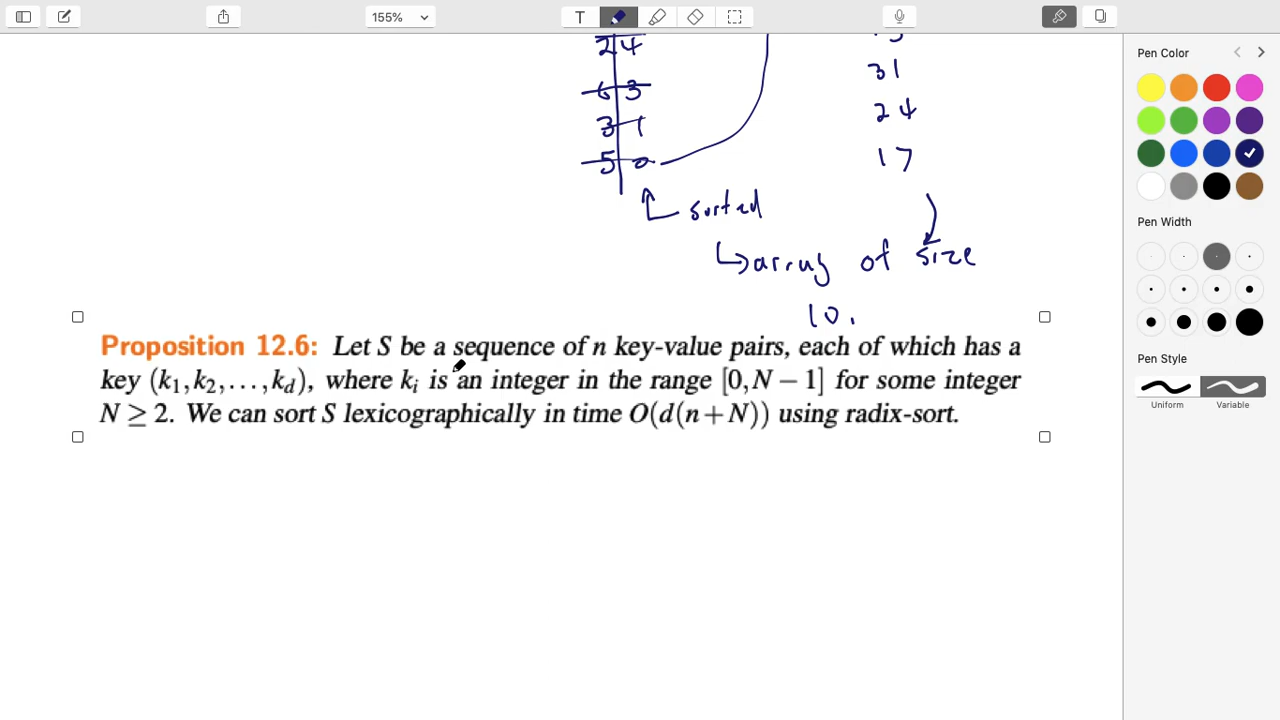 155%
T
24
63
31
50
31
24
17
sorted
array of size
10.
Proposition 12.6: Let S be a sequence of n key-value pairs, each of which has a
key (k₁,k₂,...,k_d), where kᵢ is an integer in the range [0,N − 1] for some integer
N ≥ 2. We can sort S lexicographically in time O(d(n+N)) using radix-sort.
Pen Color
Pen Width
Pen Style
Uniform
Variable